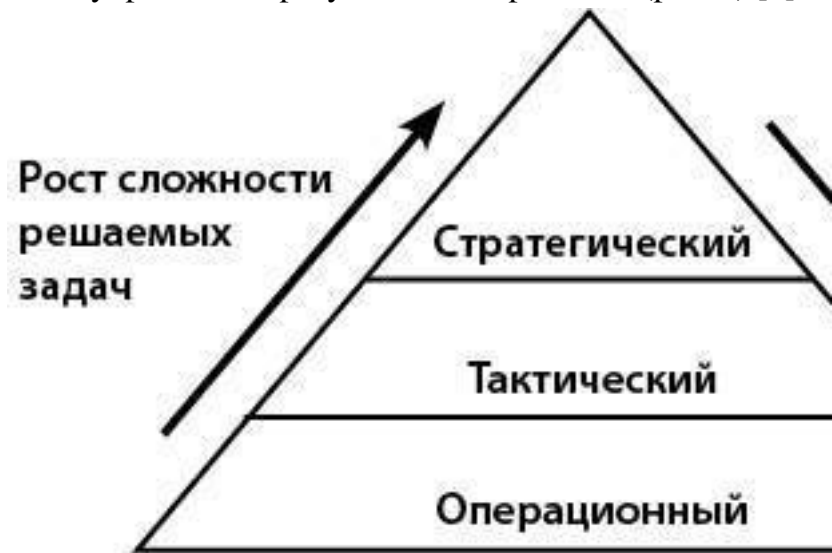 Рост сложности
решаемых
задач
Стратегический
Тактический
Операционный